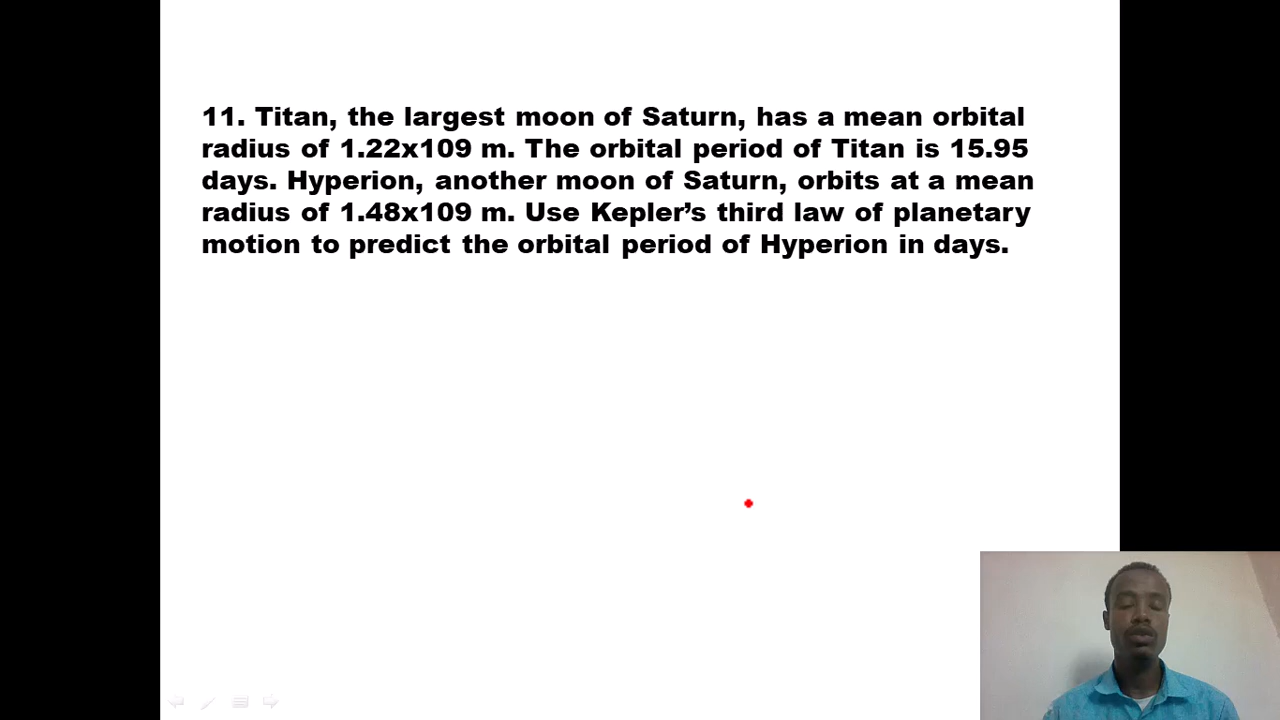 11. Titan, the largest moon of Saturn, has a mean orbital
radius of 1.22x109 m. The orbital period of Titan is 15.95
days. Hyperion, another moon of Saturn, orbits at a mean
radius of 1.48x109 m. Use Kepler’s third law of planetary
motion to predict the orbital period of Hyperion in days.